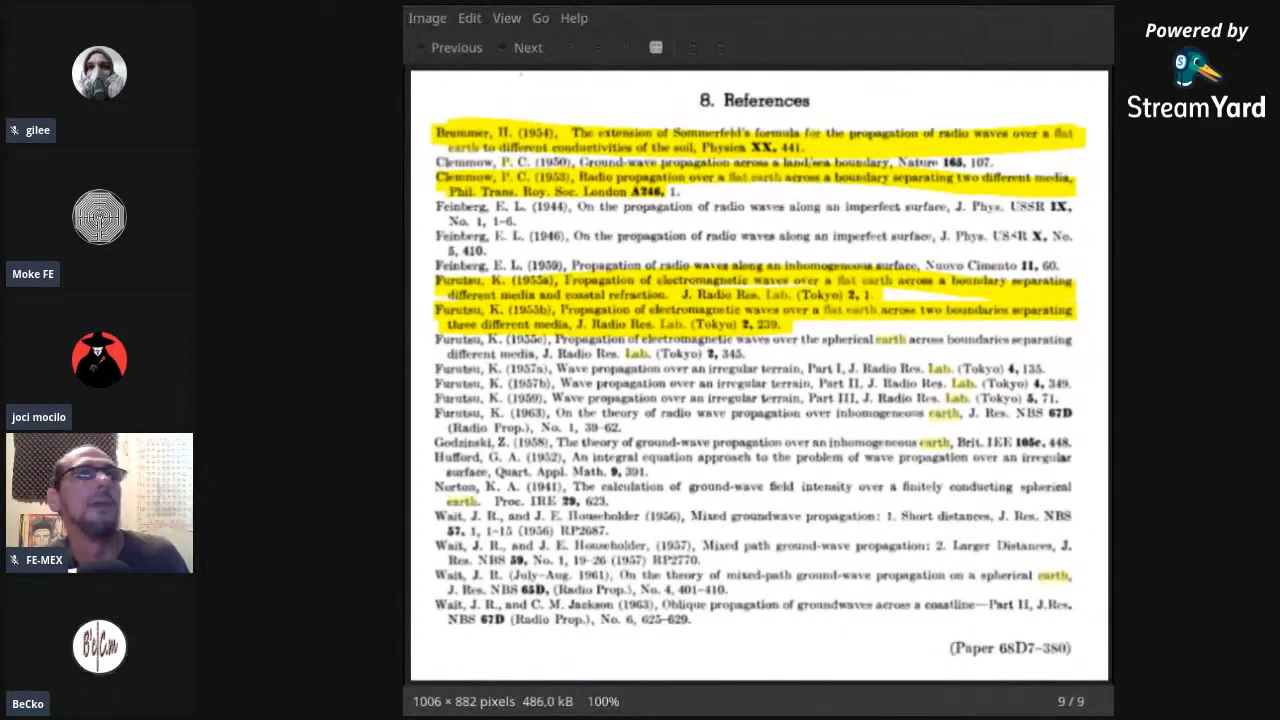 gilee
Moke FE
joci mocilo
FE-MEX
BeCko
B'e|C.m
Image Edit View Go Help
Previous Next
8. References
Bremmer, H. (1954), The extension of Sommerfeld's formula for the propagation of radio waves over a flat
earth to different conductivities of the soil, Physica XX, 441.
Clemmow, P. C. (1950), Ground-wave propagation across a land/sea boundary, Nature 165, 107.
Clemmow, P. C. (1953), Radio propagation over a flat earth across a boundary separating two different media,
Phil. Trans. Roy. Soc. London A246, 1.
Feinberg, E. L. (1944), On the propagation of radio waves along an imperfect surface, J. Phys. USSR IX,
No. 1, 1-6.
Feinberg, E. L. (1946), On the propagation of radio waves along an imperfect surface, J. Phys. USSR X, No.
5, 410.
Feinberg, E. L. (1959), Propagation of radio waves along an inhomogeneous surface, Nuovo Cimento 11, 60.
Furutsu, K. (1955a), Propagation of electromagnetic waves over a flat earth across a boundary separating
different media and coastal refraction. J. Radio Res. Lab. (Tokyo) 2, 1.
Furutsu, K. (1955b), Propagation of electromagnetic waves over a flat earth across two boundaries separating
three different media, J. Radio Res. Lab. (Tokyo) 2, 239.
Furutsu, K. (1955c), Propagation of electromagnetic waves over the spherical earth across boundaries separating
different media, J. Radio Res. Lab. (Tokyo) 2, 345.
Furutsu, K. (1957a), Wave propagation over an irregular terrain, Part I, J. Radio Res. Lab. (Tokyo) 4, 135.
Furutsu, K. (1957b), Wave propagation over an irregular terrain, Part II, J. Radio Res. Lab. (Tokyo) 4, 349.
Furutsu, K. (1959), Wave propagation over an irregular terrain, Part III, J. Radio Res. Lab. (Tokyo) 5, 71.
Furutsu, K. (1963), On the theory of radio wave propagation over inhomogeneous earth, J. Res. NBS 67D
(Radio Prop.), No. 1, 39-62.
Godzinski, Z. (1958), The theory of ground-wave propagation over an inhomogeneous earth, Brit. IEE 105c, 448.
Hufford, G. A. (1952), An integral equation approach to the problem of wave propagation over an irregular
surface, Quart. Appl. Math. 9, 391.
Norton, K. A. (1941), The calculation of ground-wave field intensity over a finitely conducting spherical
earth. Proc. IRE 29, 623.
Wait, J. R., and J. E. Householder (1956), Mixed groundwave propagation: 1. Short distances, J. Res. NBS
57, 1, 1-15 (1956) RP2687.
Wait, J. R., and J. E. Householder, (1957), Mixed path ground-wave propagation: 2. Larger Distances, J.
Res. NBS 59, No. 1, 19-26 (1957) RP2770.
Wait, J. R. (July-Aug. 1961), On the theory of mixed-path ground-wave propagation on a spherical earth,
J. Res. NBS 65D, (Radio Prop.), No. 4, 401-410.
Wait, J. R., and C. M. Jackson (1963), Oblique propagation of groundwaves across a coastline—Part II, J.Res.
NBS 67D (Radio Prop.), No. 6, 625-629.
(Paper 68D7-380)
1006 × 882 pixels 486,0 kB 100% 9 / 9
Powered by
S
StreamYard